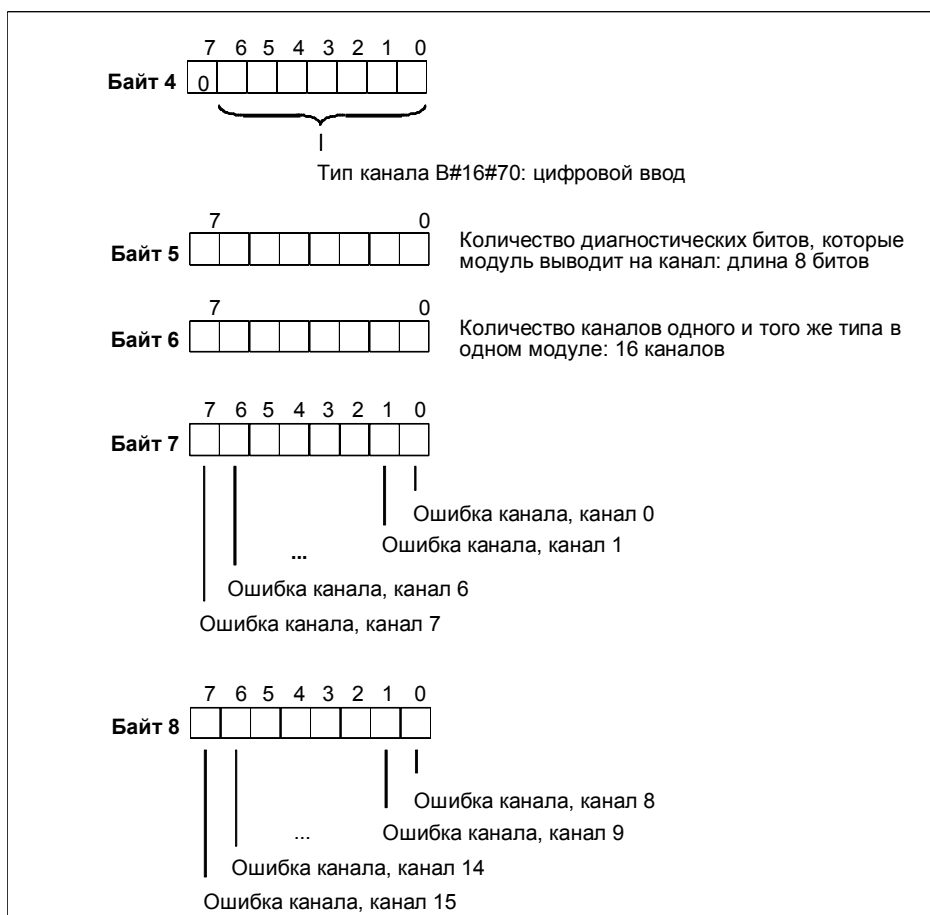 7 6 5 4 3 2 1 0
Байт 4 0
Тип канала B#16#70: цифровой ввод
7 0
Байт 5
Количество диагностических битов, которые
модуль выводит на канал: длина 8 битов
7 0
Байт 6
Количество каналов одного и того же типа в
одном модуле: 16 каналов
7 6 5 4 3 2 1 0
Байт 7
Ошибка канала, канал 0
... Ошибка канала, канал 1
Ошибка канала, канал 6
Ошибка канала, канал 7
7 6 5 4 3 2 1 0
Байт 8
Ошибка канала, канал 8
... Ошибка канала, канал 9
Ошибка канала, канал 14
Ошибка канала, канал 15